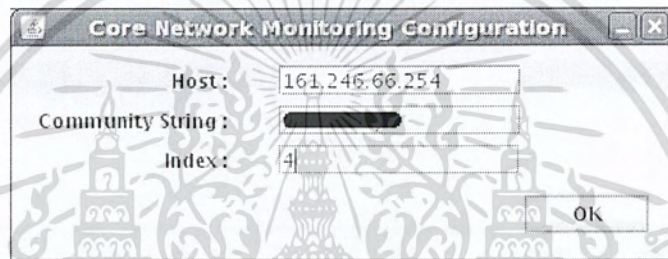 Core Network Monitoring Configuration
Host : 161.246.66.254
Community String :
Index : 4
OK